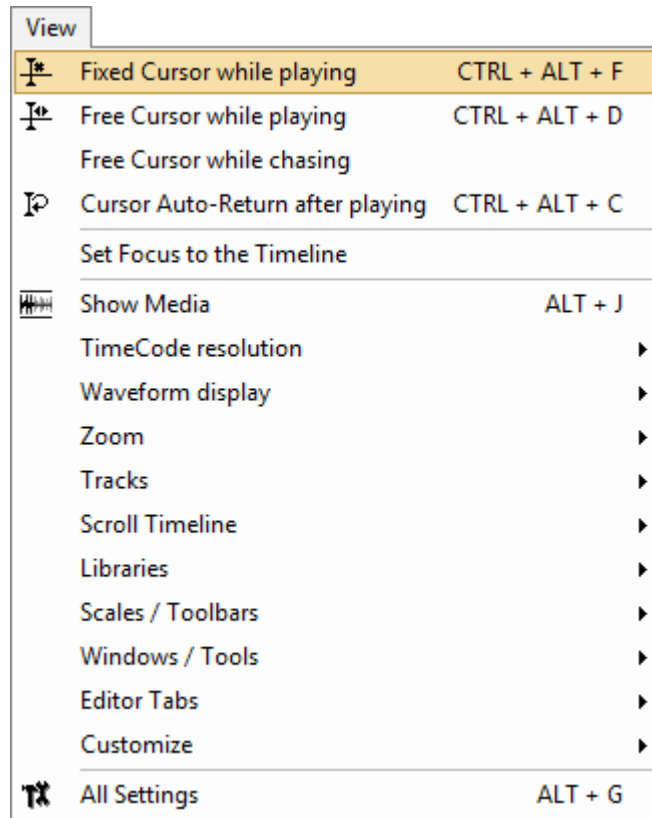 View
Fixed Cursor while playing CTRL + ALT + F
Free Cursor while playing CTRL + ALT + D
Free Cursor while chasing
Cursor Auto-Return after playing CTRL + ALT + C
Set Focus to the Timeline
Show Media ALT + J
TimeCode resolution
Waveform display
Zoom
Tracks
Scroll Timeline
Libraries
Scales / Toolbars
Windows / Tools
Editor Tabs
Customize
All Settings ALT + G